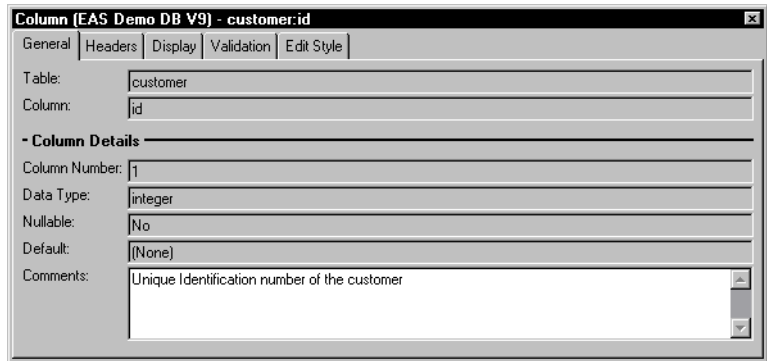 Column (EAS Demo DB V9) - customer:id
General Headers Display Validation Edit Style
Table: customer
Column: id
- Column Details
Column Number: 1
Data Type: integer
Nullable: No
Default: (None)
Comments: Unique Identification number of the customer